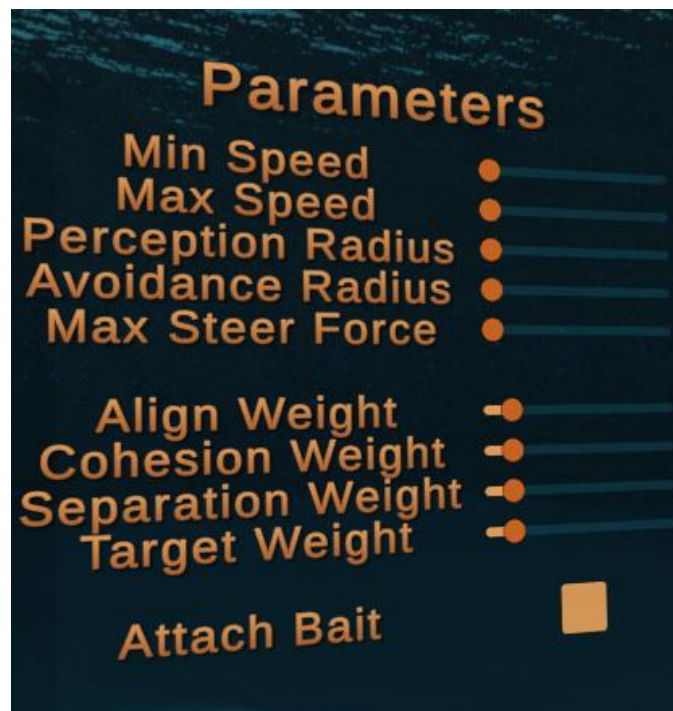 Parameters
Min Speed
Max Speed
Perception Radius
Avoidance Radius
Max Steer Force
Align Weight
Cohesion Weight
Separation Weight
Target Weight
Attach Bait